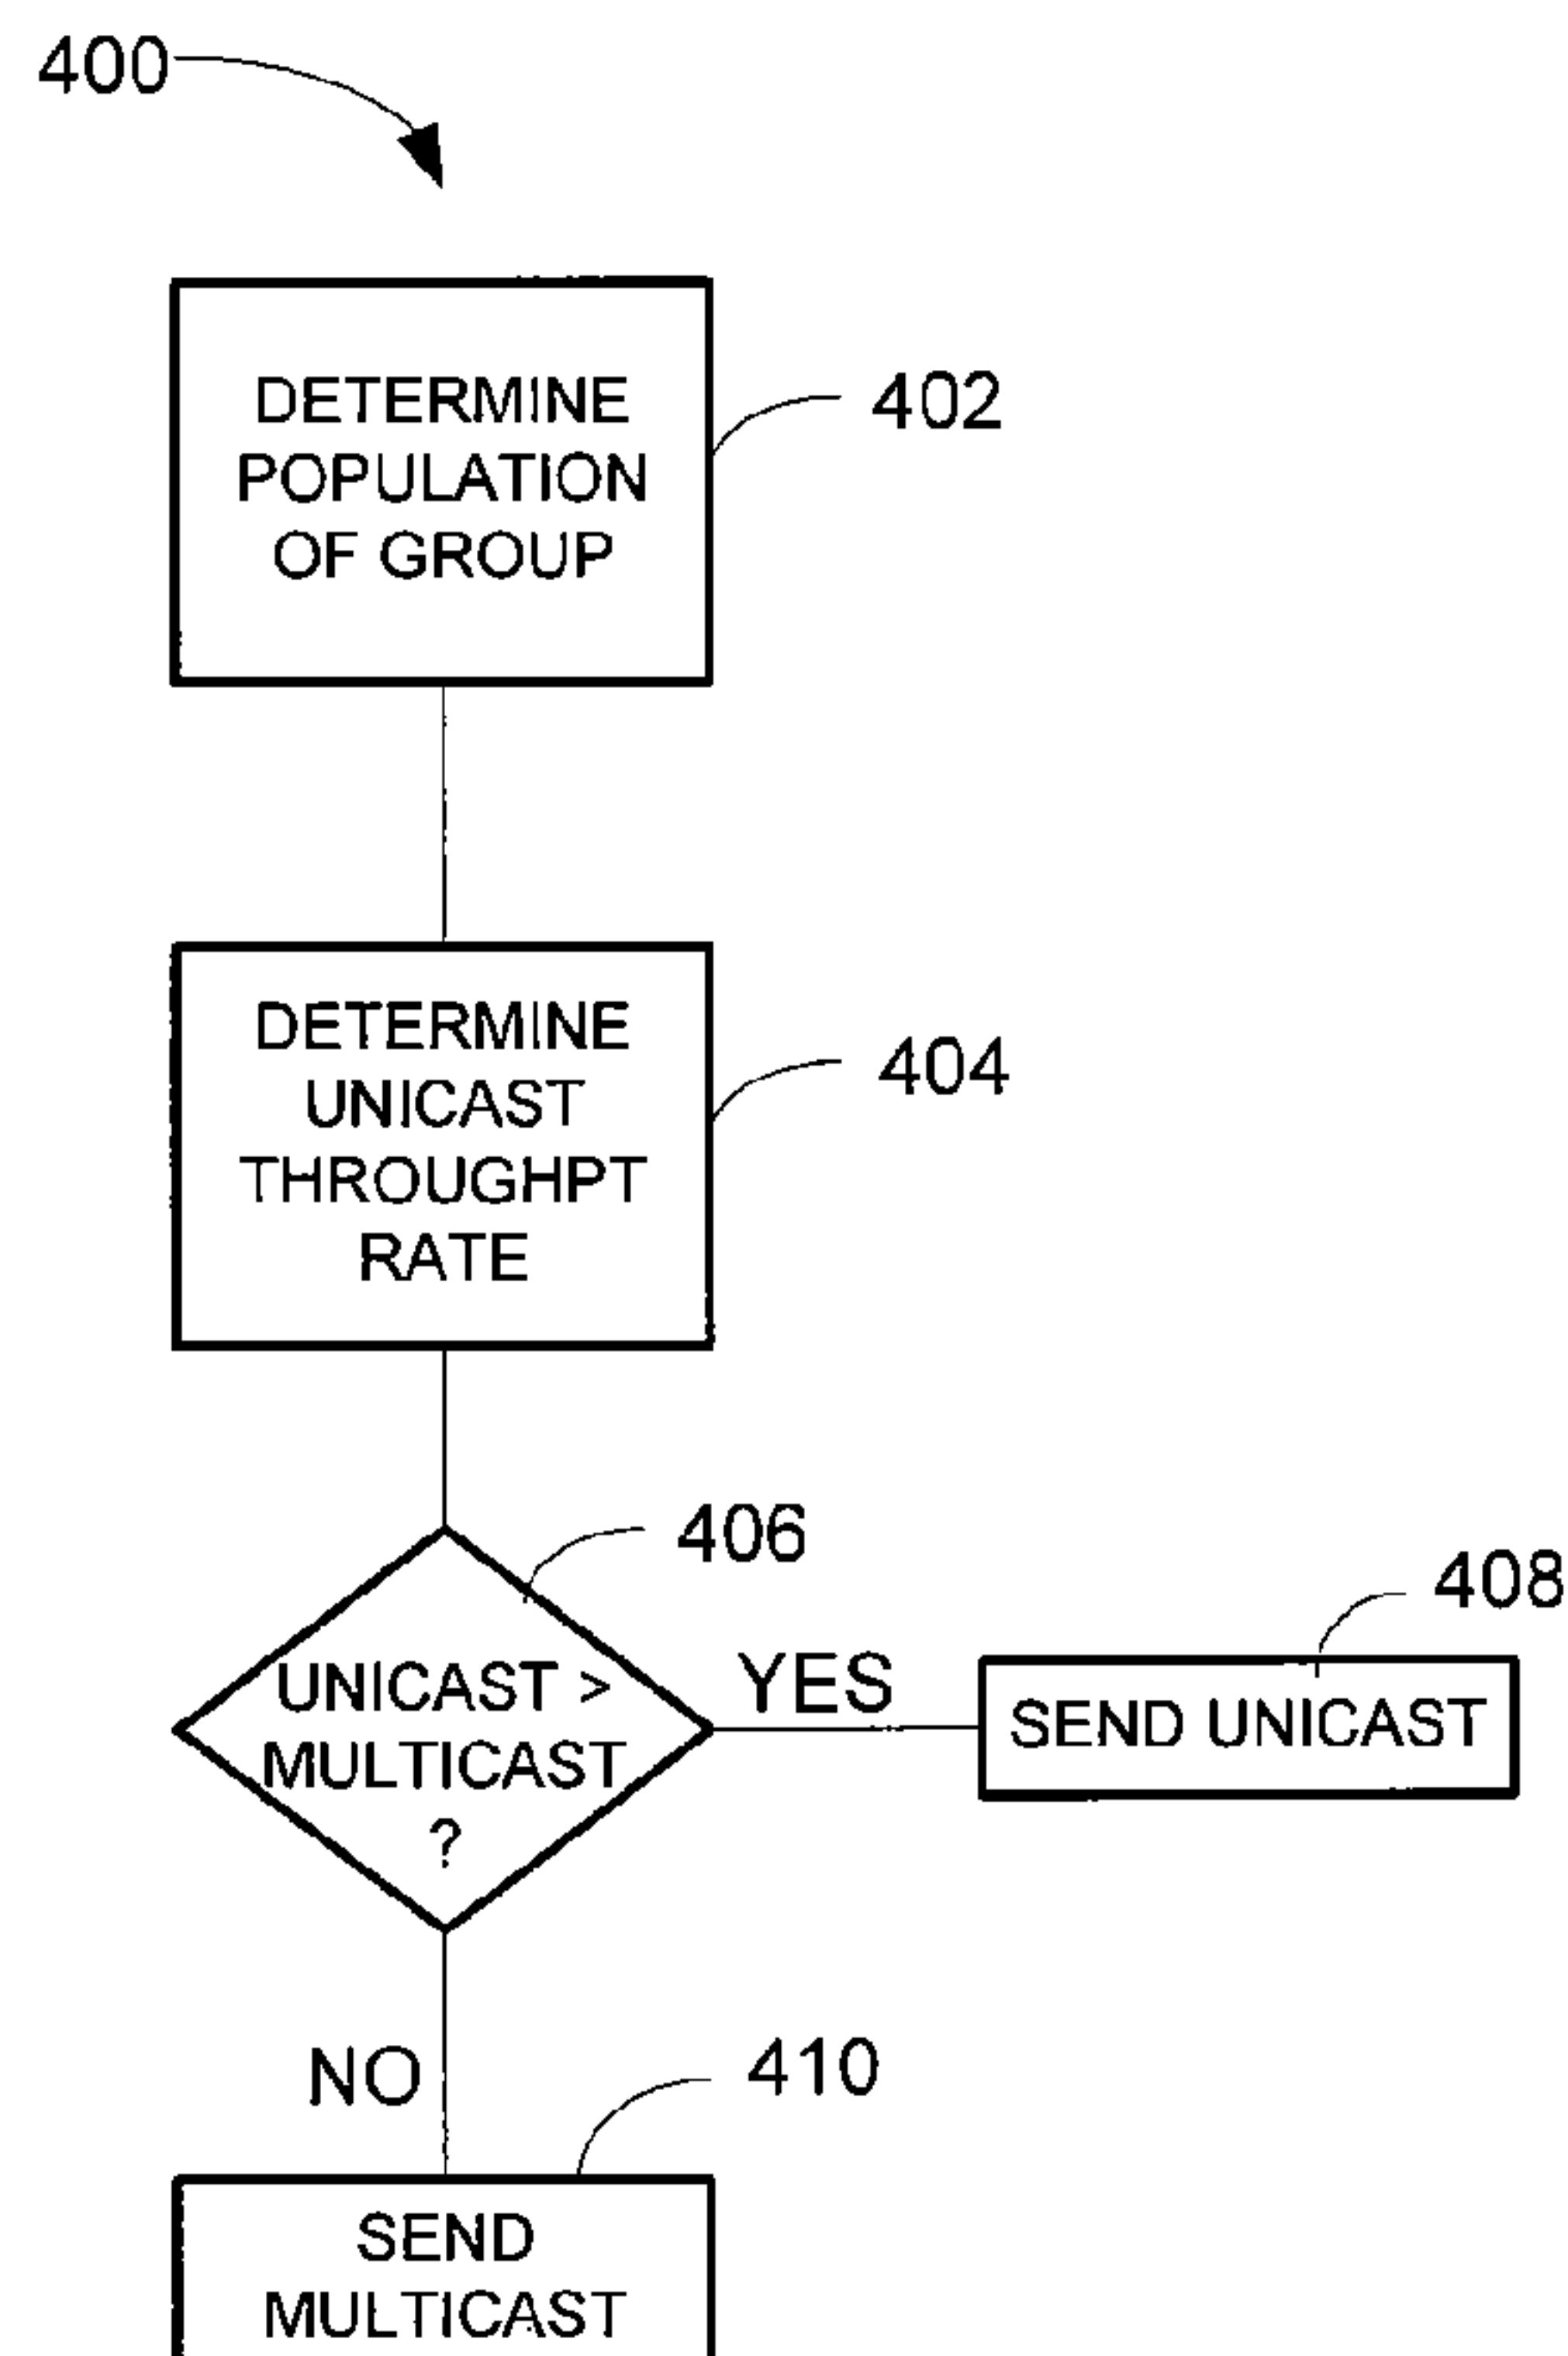 400
DETERMINE
POPULATION
OF GROUP
402
DETERMINE
UNICAST
THROUGHPT
RATE
404
406
UNICAST >
MULTICAST
?
YES
408
SEND UNICAST
NO
410
SEND
MULTICAST